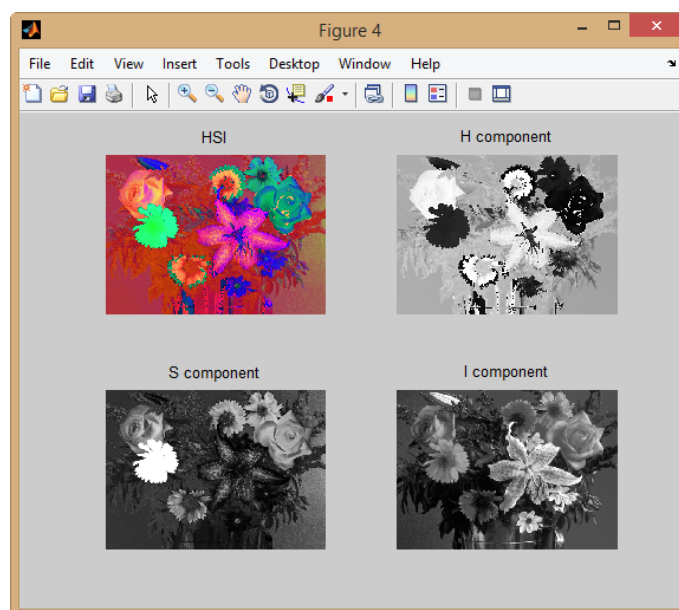 Figure 4
File Edit View Insert Tools Desktop Window Help
HSI
H component
S component
I component